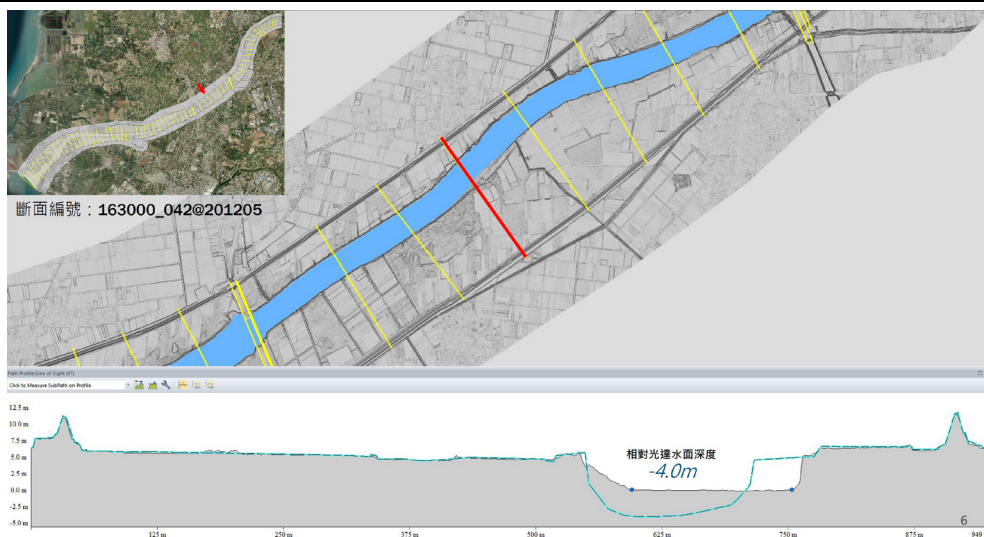 斷面編號：163000_042@201205
Path Profile/Line of Sight (#7)
Click to Measure SubPath on Profile
12.5 m
10.0 m
7.5 m
5.0 m
2.5 m
0.0 m
-2.5 m
-5.0 m
相對光達水面深度
-4.0m
6
125 m
250 m
375 m
500 m
625 m
750 m
875 m
949